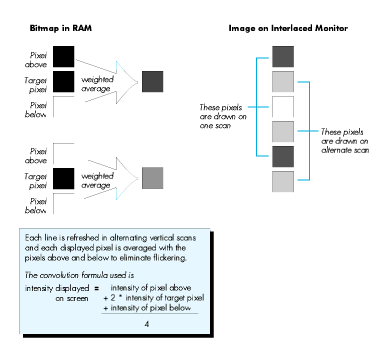 Bitmap in RAM
Image on Interlaced Monitor
Pixel
above
Target
pixel
Pixel
below
weighted
average
Pixel
above
Target
pixel
Pixel
below
weighted
average
These pixels
are drawn on
one scan
These pixels
are drawn on
alternate scan
Each line is refreshed in alternating vertical scans
and each displayed pixel is averaged with the
pixels above and below to eliminate flickering.
The convolution formula used is
intensity displayed = intensity of pixel above
on screen + 2 * intensity of target pixel
+ intensity of pixel below
4